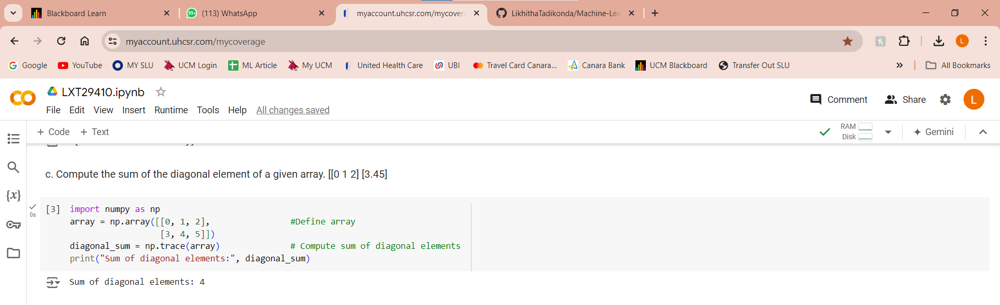 Blackboard Learn
99+
(113) WhatsApp
myaccount.uhcsr.com/mycovera
LikhithaTadikonda/Machine-Lea
myaccount.uhcsr.com/mycoverage
L
Google
YouTube
MY SLU
UCM Login
ML Article
My UCM
United Health Care
UBI
Travel Card Canara...
Canara Bank
UCM Blackboard
Transfer Out SLU
All Bookmarks
LXT29410.ipynb
File Edit View Insert Runtime Tools Help All changes saved
Comment
Share
L
+ Code + Text
RAM
Disk
Gemini
c. Compute the sum of the diagonal element of a given array. [[0 1 2] [3.45]
{x}
0s
[3] import numpy as np
array = np.array([[0, 1, 2], #Define array
[3, 4, 5]])
diagonal_sum = np.trace(array) # Compute sum of diagonal elements
print("Sum of diagonal elements:", diagonal_sum)
Sum of diagonal elements: 4